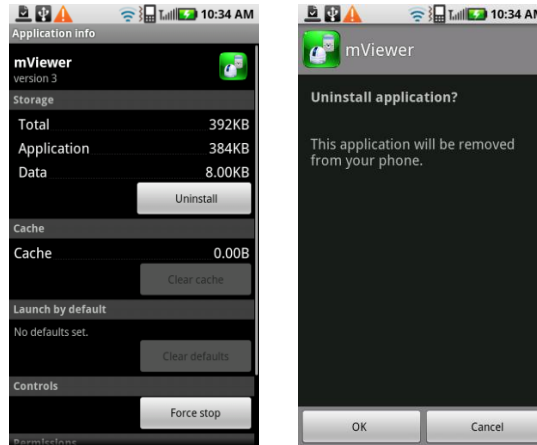 10:34 AM
Application info
mViewer
version 3
Storage
Total 392KB
Application 384KB
Data 8.00KB
Uninstall
Cache
Cache 0.00B
Clear cache
Launch by default
No defaults set.
Clear defaults
Controls
Force stop
Permissions
10:34 AM
mViewer
Uninstall application?
This application will be removed
from your phone.
OK Cancel